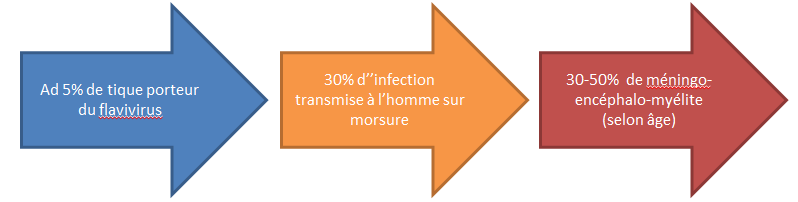 Ad 5% de tique porteur
du flavivirus
30% d’’infection
transmise à l’homme sur
morsure
30-50%  de méningo-
encéphalo-myélite
(selon âge)